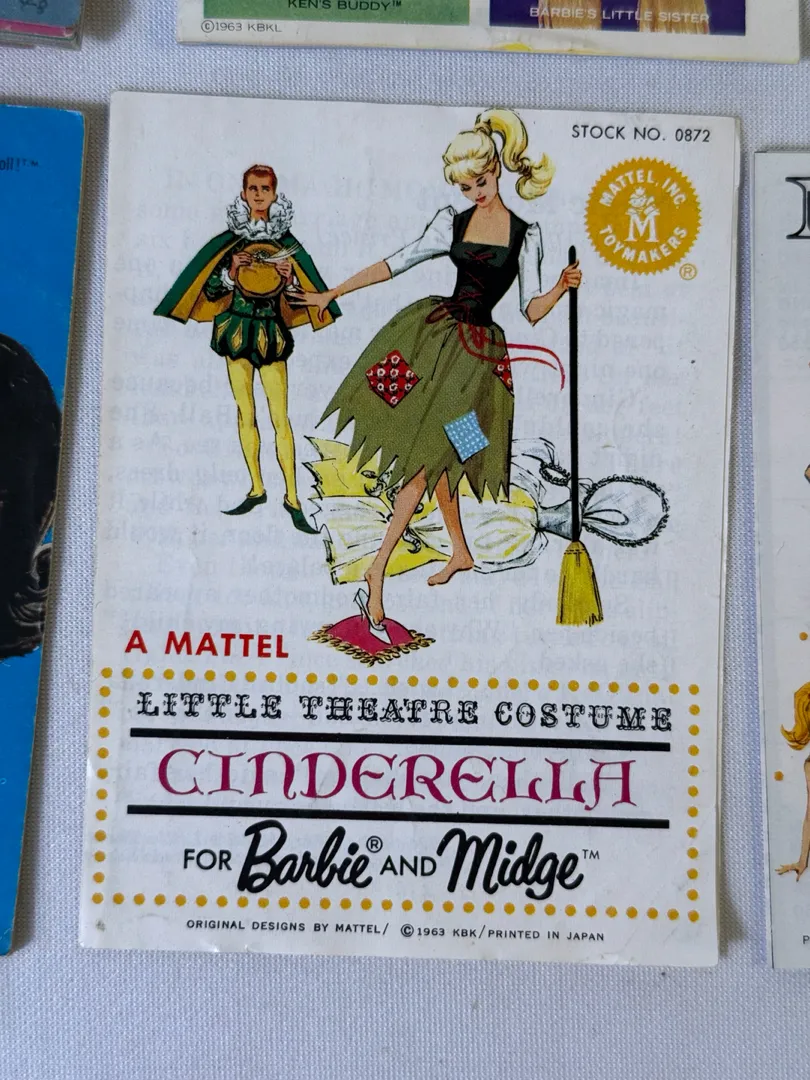 KEN'S BUDDY™
©1963 KBKL
BARBIE'S LITTLE SISTER
STOCK NO. 0872
MATTEL, INC.
M
TOYMAKERS
®
A MATTEL
LITTLE THEATRE COSTUME
CINDERELLA
FOR Barbie® AND Midge™
ORIGINAL DESIGNS BY MATTEL/ ©1963 KBK/PRINTED IN JAPAN